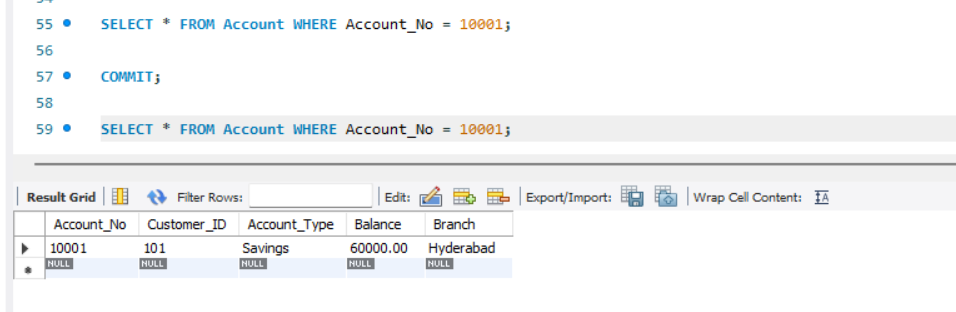 55 SELECT * FROM Account WHERE Account_No = 10001;
56
57 COMMIT;
58
59 SELECT * FROM Account WHERE Account_No = 10001;
Result Grid Filter Rows: Edit: Export/Import: Wrap Cell Content: IA
Account_No Customer_ID Account_Type Balance Branch
10001 101 Savings 60000.00 Hyderabad
NULL NULL NULL NULL NULL